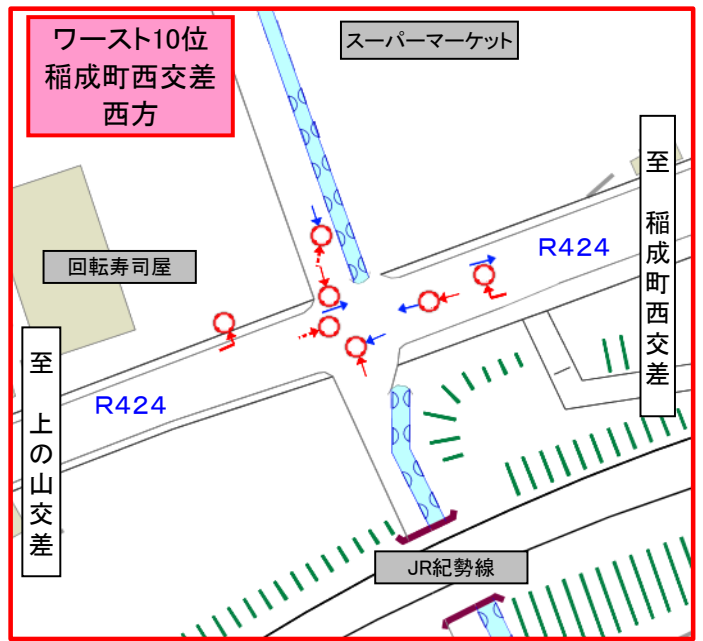 ワースト10位
稲成町西交差
西方
スーパーマーケット
至 稲成町西交差
R424
回転寿司屋
至 上の山交差
R424
JR紀勢線